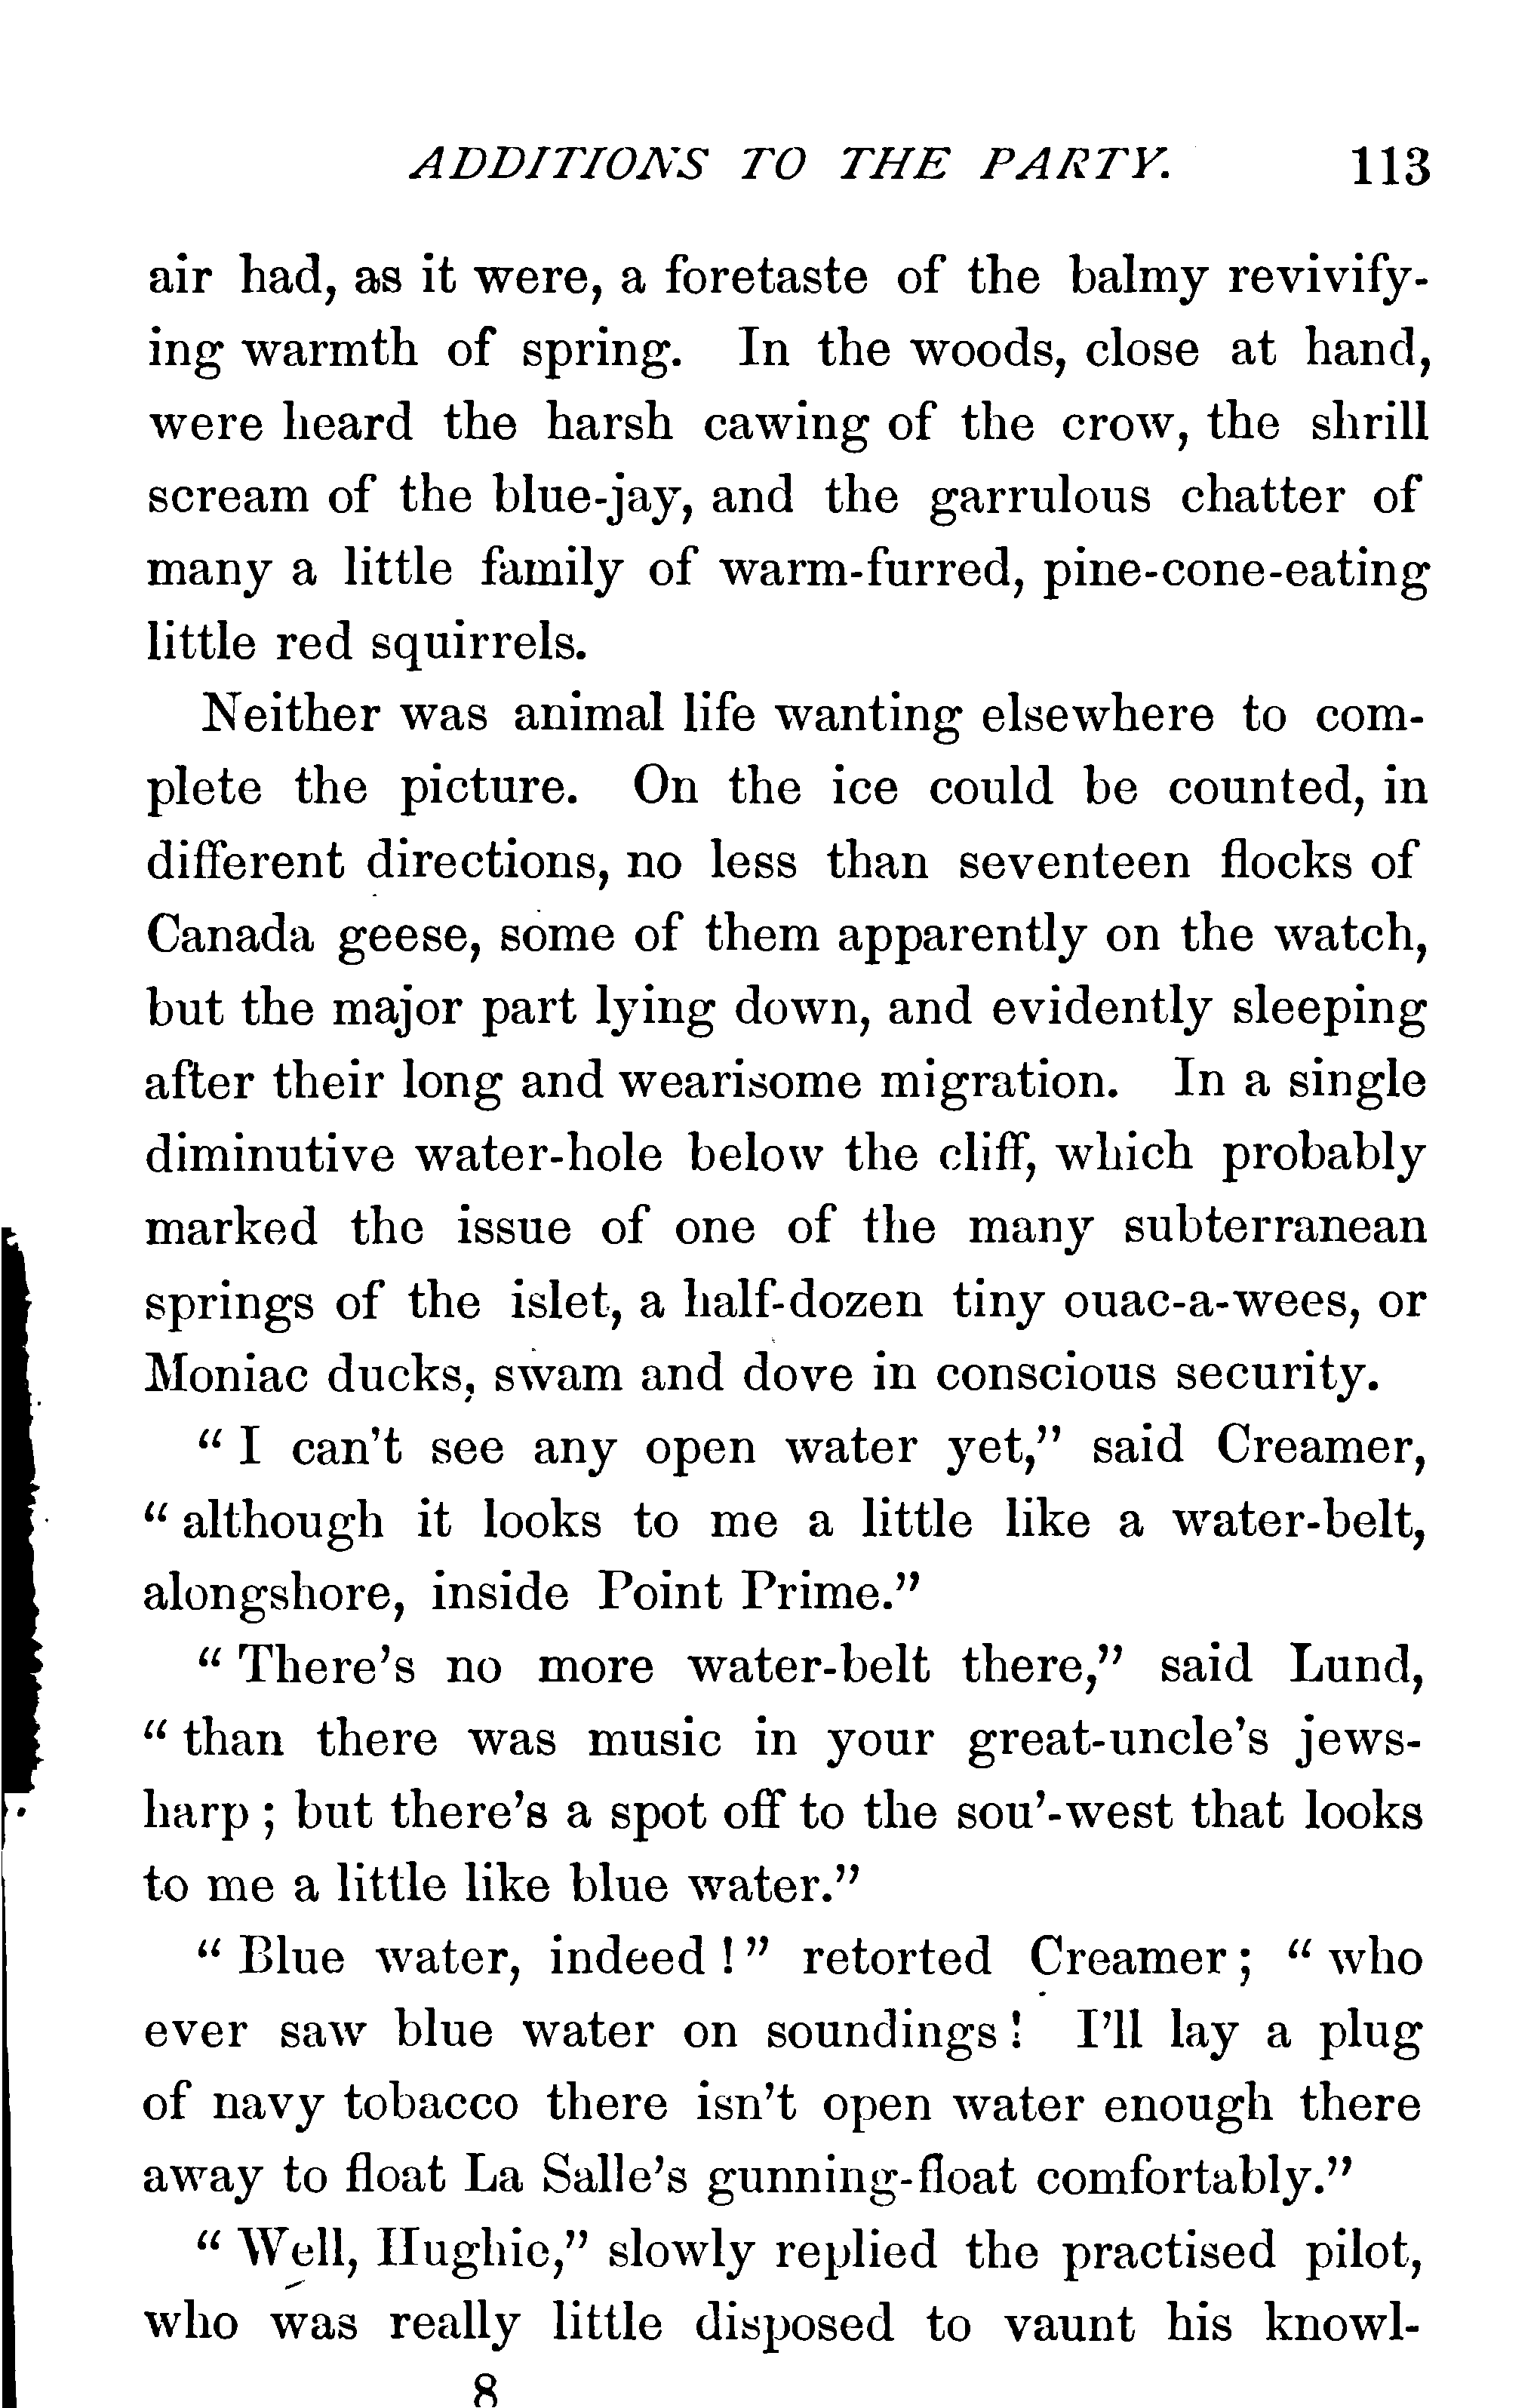 ADDITIONS TO THE PARTY. 113
air had, as it were, a foretaste of the balmy revivify-
ing warmth of spring. In the woods, close at hand,
were heard the harsh cawing of the crow, the shrill
scream of the blue-jay, and the garrulous chatter of
many a little family of warm-furred, pine-cone-eating
little red squirrels.
Neither was animal life wanting elsewhere to com-
plete the picture. On the ice could be counted, in
different directions, no less than seventeen flocks of
Canada geese, some of them apparently on the watch,
but the major part lying down, and evidently sleeping
after their long and wearisome migration. In a single
diminutive water-hole below the cliff, which probably
marked the issue of one of the many subterranean
springs of the islet, a half-dozen tiny ouac-a-wees, or
Moniac ducks, swam and dove in conscious security.
“ I can’t see any open water yet,” said Creamer,
“ although it looks to me a little like a water-belt,
alongshore, inside Point Prime.”
“ There’s no more water-belt there,” said Lund,
“ than there was music in your great-uncle’s jews-
harp ; but there’s a spot off to the sou’-west that looks
to me a little like blue water.”
“ Blue water, indeed ! ” retorted Creamer ; “ who
ever saw blue water on soundings ! I’ll lay a plug
of navy tobacco there isn’t open water enough there
away to float La Salle’s gunning-float comfortably.”
“ Well, Hughie,” slowly replied the practised pilot,
who was really little disposed to vaunt his knowl-
8